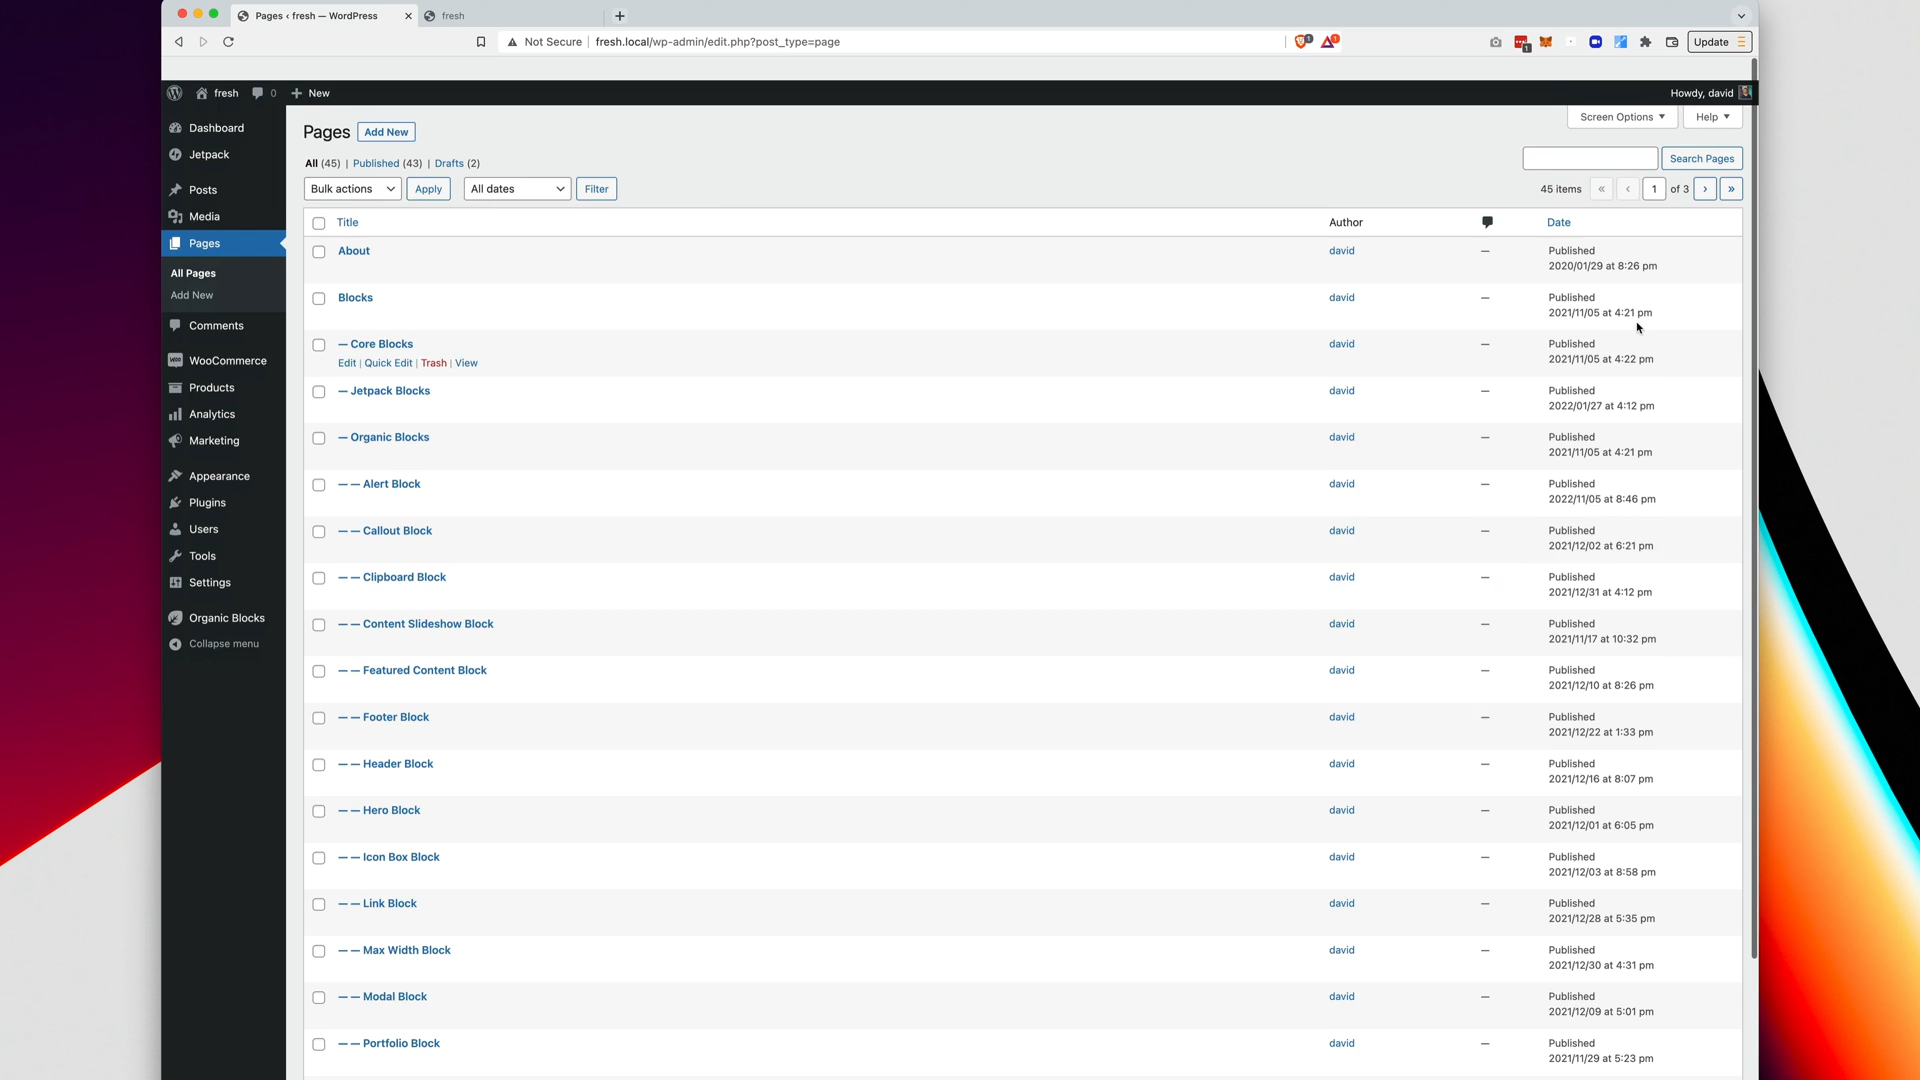 Pages ‹ fresh — WordPress
fresh
Not Secure
fresh.local/wp-admin/edit.php?post_type=page
1
1
1
Update
fresh
0
New
Howdy, david
Dashboard
Jetpack
Posts
Media
Pages
All Pages
Add New
Comments
WooCommerce
Products
Analytics
Marketing
Appearance
Plugins
Users
Tools
Settings
Organic Blocks
Collapse menu
Screen Options
Help
Pages
Add New
All (45) | Published (43) | Drafts (2)
Search Pages
Bulk actions
Apply
All dates
Filter
45 items « ‹ 1 of 3 › »
Title Author Date
About david — Published
2020/01/29 at 8:26 pm
Blocks david — Published
2021/11/05 at 4:21 pm
— Core Blocks david — Published
Edit | Quick Edit | Trash | View 2021/11/05 at 4:22 pm
— Jetpack Blocks david — Published
2022/01/27 at 4:12 pm
— Organic Blocks david — Published
2021/11/05 at 4:21 pm
— — Alert Block david — Published
2022/11/05 at 8:46 pm
— — Callout Block david — Published
2021/12/02 at 6:21 pm
— — Clipboard Block david — Published
2021/12/31 at 4:12 pm
— — Content Slideshow Block david — Published
2021/11/17 at 10:32 pm
— — Featured Content Block david — Published
2021/12/10 at 8:26 pm
— — Footer Block david — Published
2021/12/22 at 1:33 pm
— — Header Block david — Published
2021/12/16 at 8:07 pm
— — Hero Block david — Published
2021/12/01 at 6:05 pm
— — Icon Box Block david — Published
2021/12/03 at 8:58 pm
— — Link Block david — Published
2021/12/28 at 5:35 pm
— — Max Width Block david — Published
2021/12/30 at 4:31 pm
— — Modal Block david — Published
2021/12/09 at 5:01 pm
— — Portfolio Block david — Published
2021/11/29 at 5:23 pm